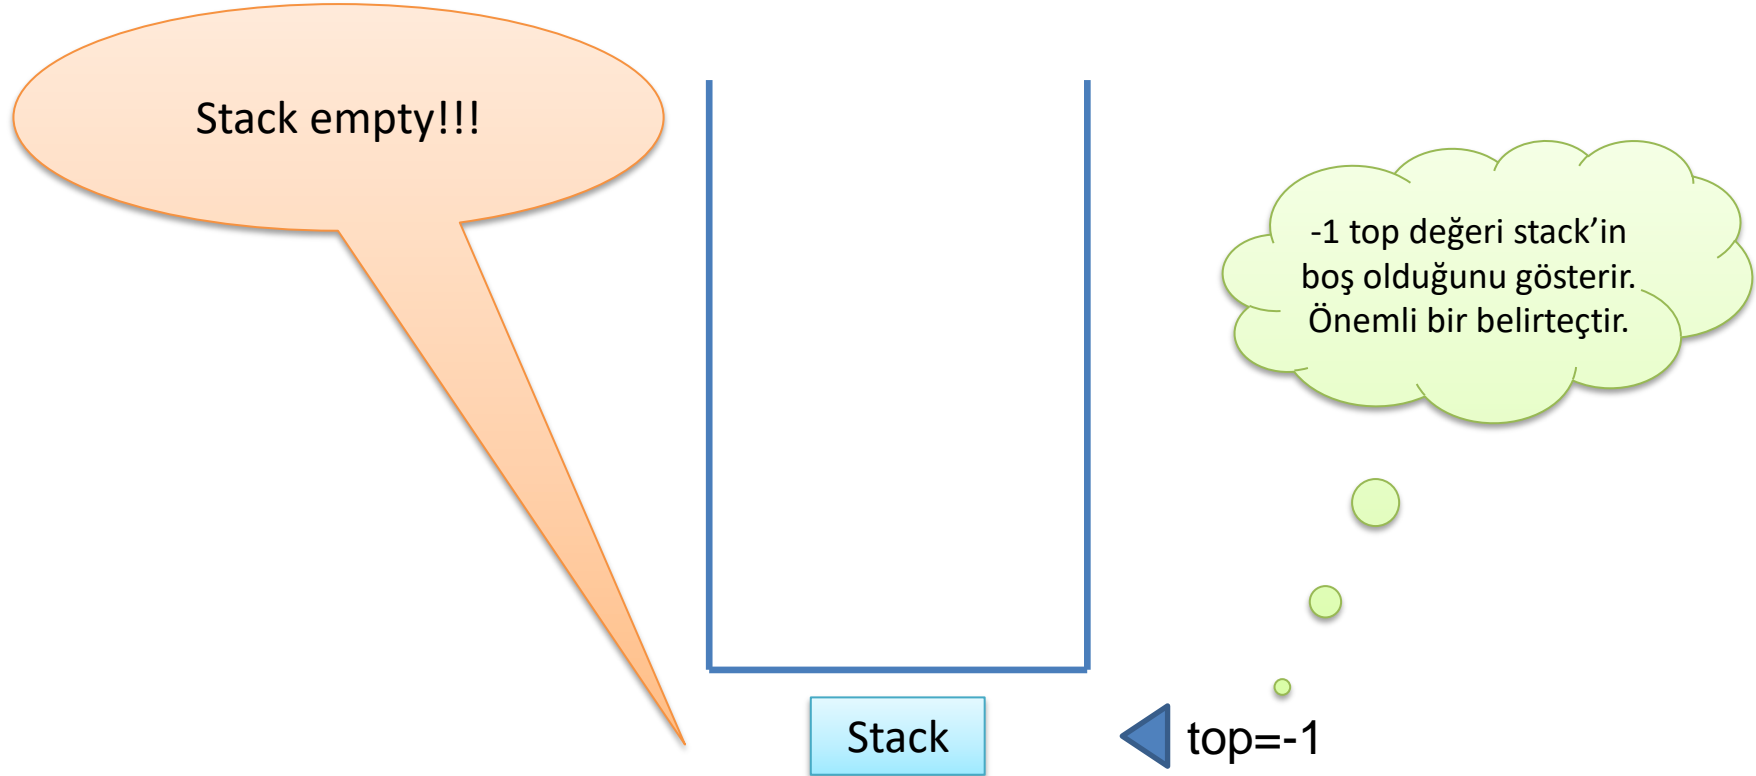 Stack empty!!!
-1 top değeri stack’in
boş olduğunu gösterir.
Önemli bir belirteçtir.
Stack
top=-1